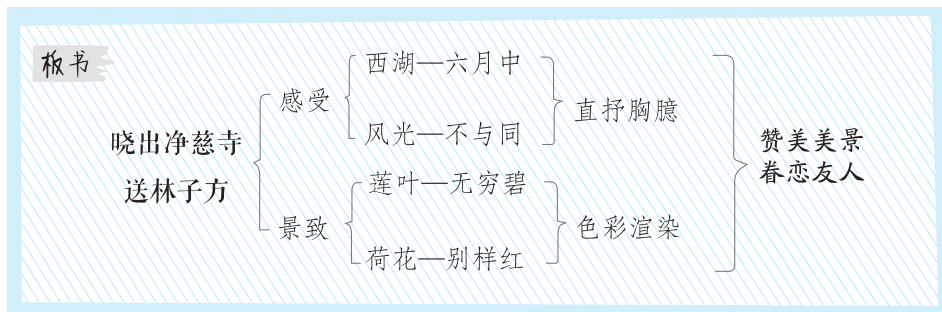 板书
晓出净慈寺
送林子方
感受
西湖—六月中
风光—不与同
直抒胸臆
景致
莲叶—无穷碧
荷花—别样红
色彩渲染
赞美美景
眷恋友人